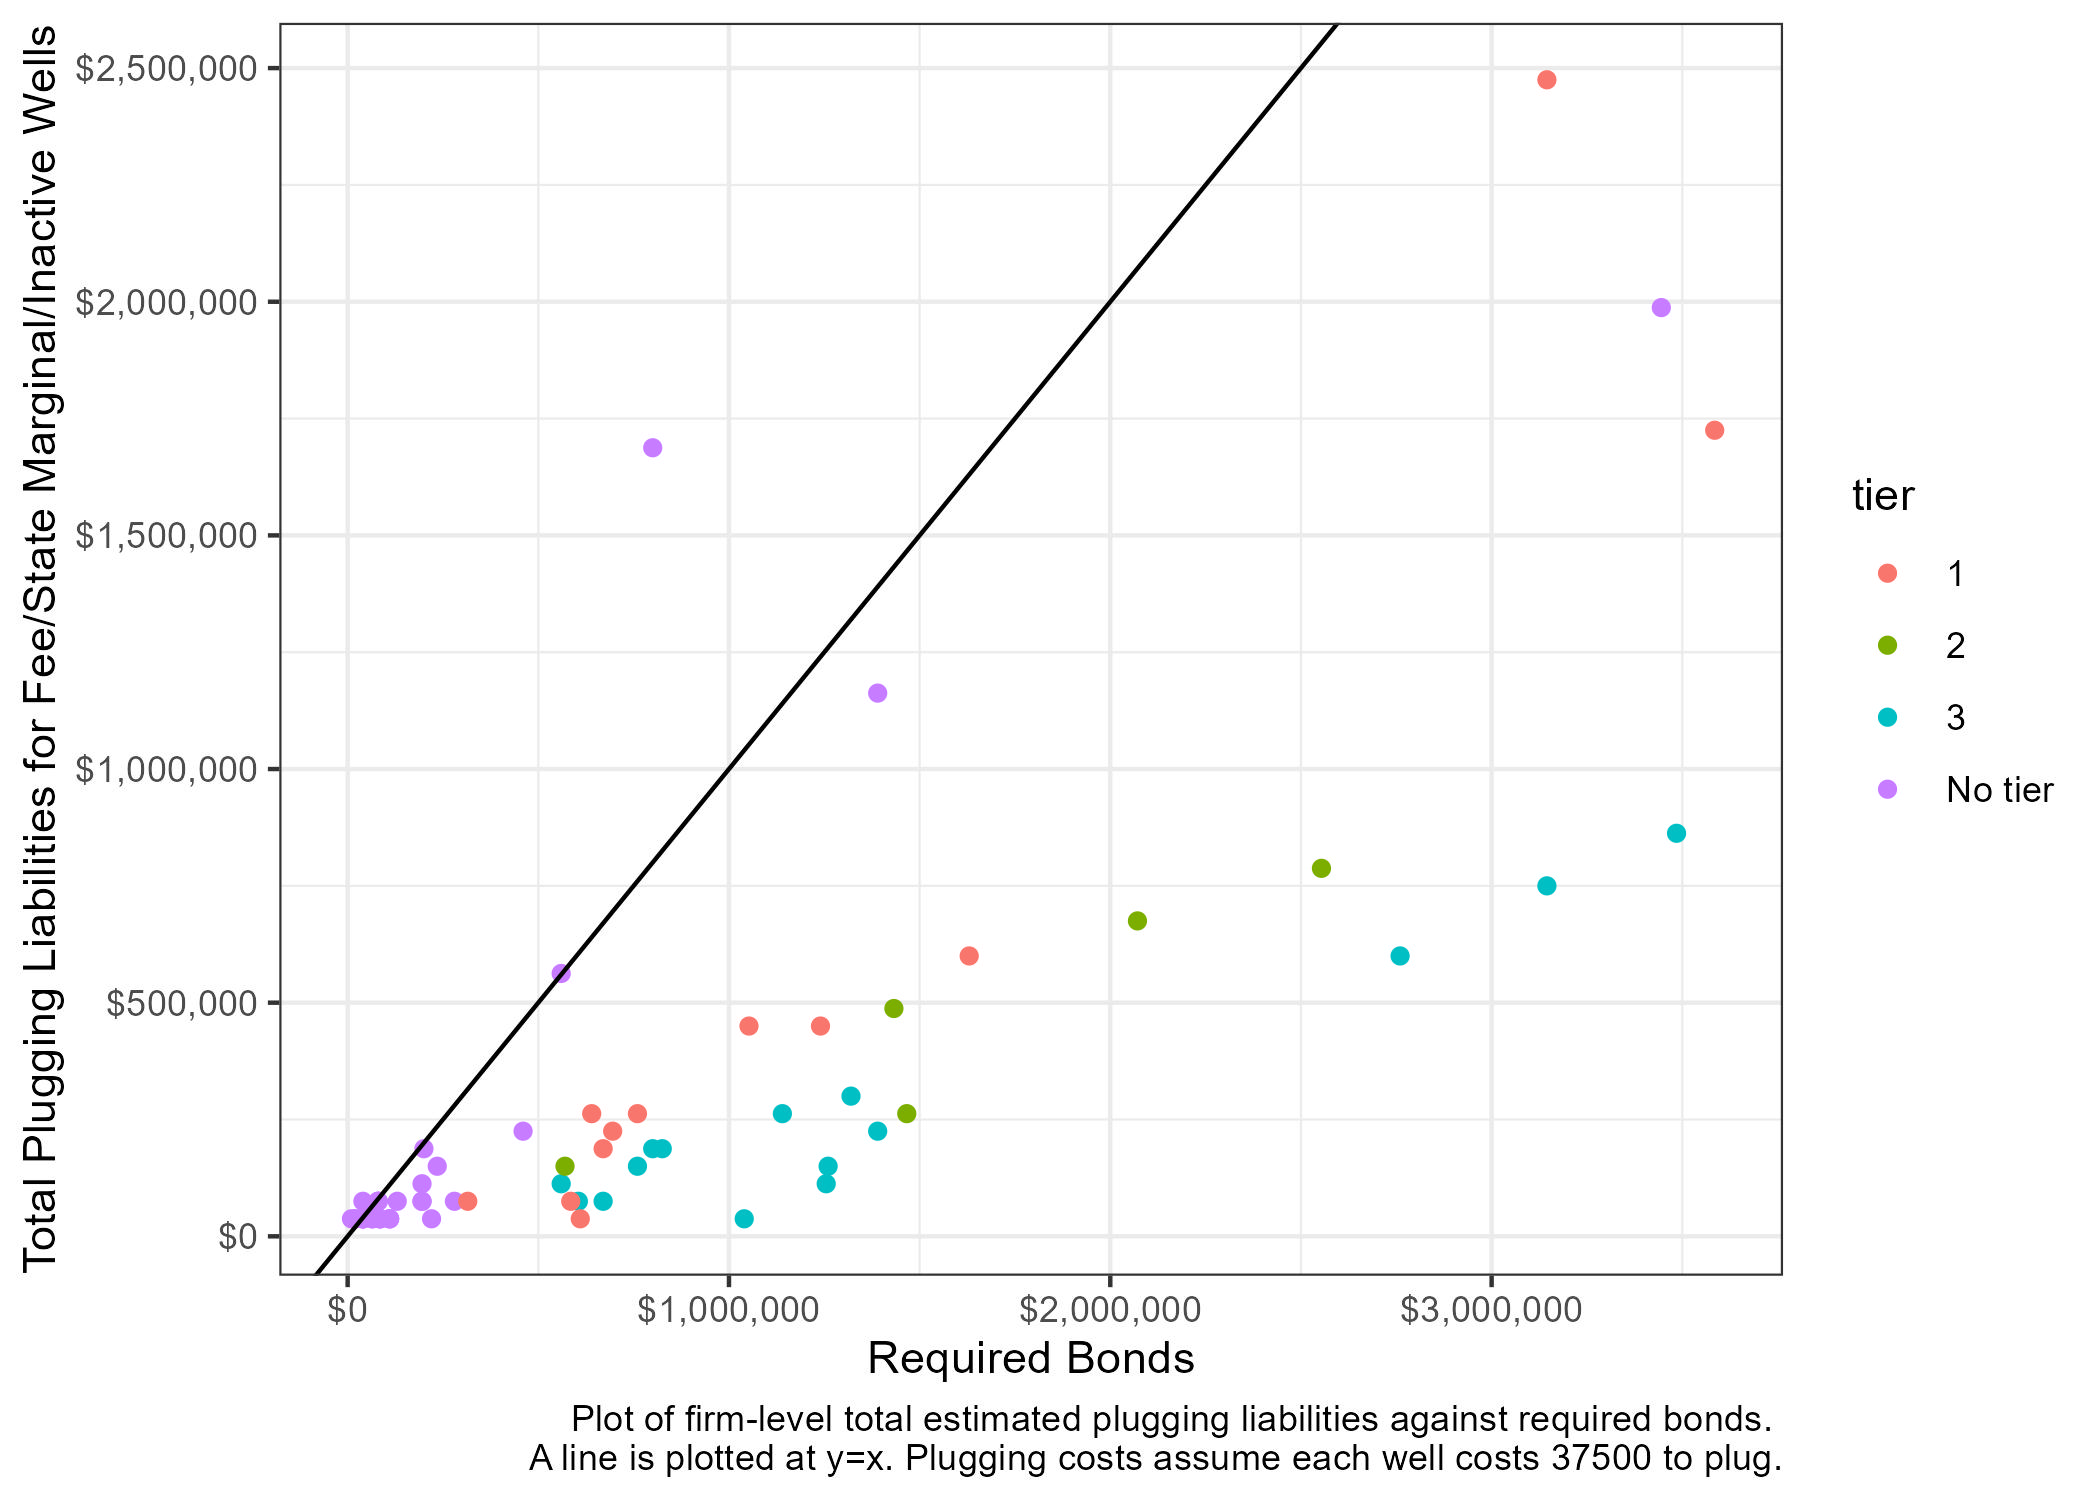 Total Plugging Liabilities for Fee/State Marginal/Inactive Wells
$2,500,000
$2,000,000
$1,500,000
$1,000,000
$500,000
$0
$0
$1,000,000
$2,000,000
$3,000,000
Required Bonds
tier
1
2
3
No tier
Plot of firm-level total estimated plugging liabilities against required bonds.
A line is plotted at y=x. Plugging costs assume each well costs 37500 to plug.